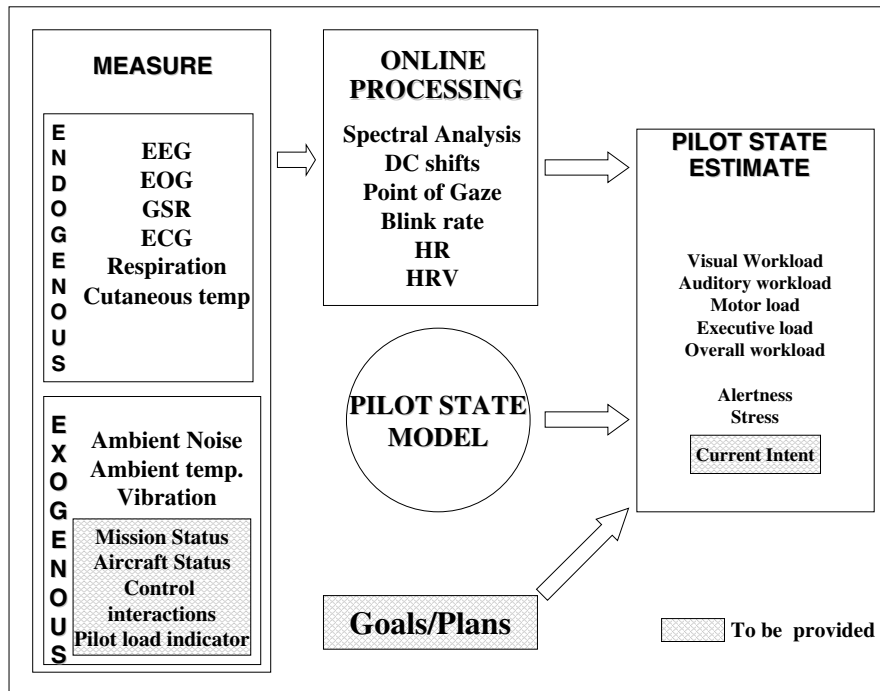 MEASURE
ENDOGENOUS
EEG
EOG
GSR
ECG
Respiration
Cutaneous temp
EXOGENOUS
Ambient Noise
Ambient temp.
Vibration
Mission Status
Aircraft Status
Control
interactions
Pilot load indicator
ONLINE
PROCESSING
Spectral Analysis
DC shifts
Point of Gaze
Blink rate
HR
HRV
PILOT STATE
MODEL
Goals/Plans
PILOT STATE
ESTIMATE
Visual Workload
Auditory workload
Motor load
Executive load
Overall workload
Alertness
Stress
Current Intent
To be provided